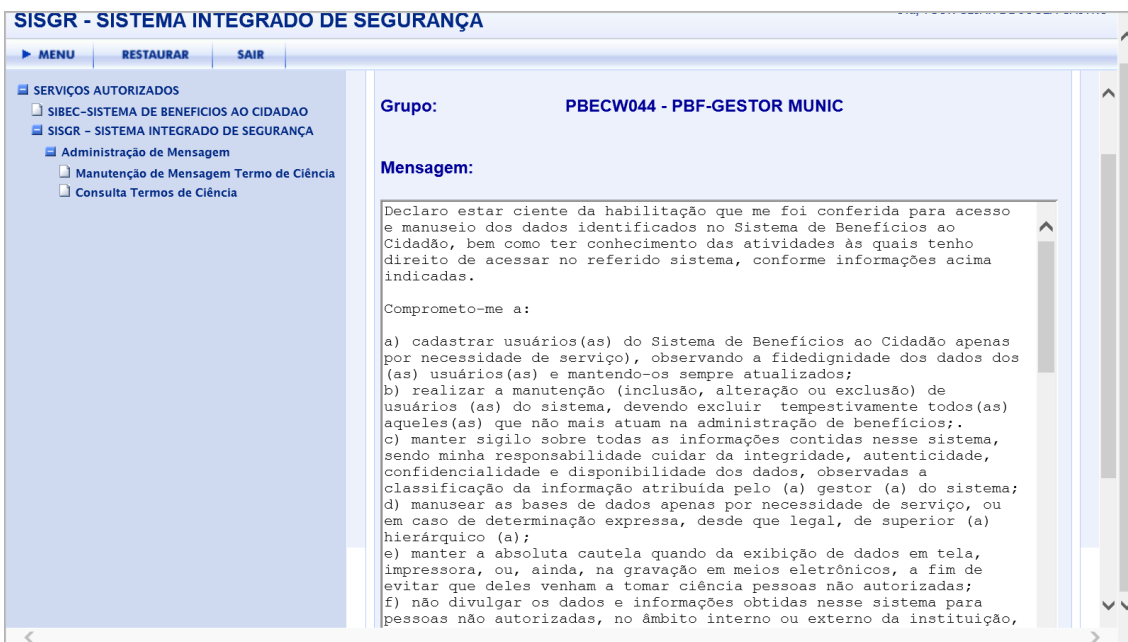 SISGR - SISTEMA INTEGRADO DE SEGURANÇA
MENU RESTAURAR SAIR
SERVIÇOS AUTORIZADOS
SIBEC-SISTEMA DE BENEFICIOS AO CIDADAO
SISGR - SISTEMA INTEGRADO DE SEGURANÇA
Administração de Mensagem
Manutenção de Mensagem Termo de Ciência
Consulta Termos de Ciência
Grupo: PBECW044 - PBF-GESTOR MUNIC
Mensagem:
Declaro estar ciente da habilitação que me foi conferida para acesso
e manuseio dos dados identificados no Sistema de Benefícios ao
Cidadão, bem como ter conhecimento das atividades às quais tenho
direito de acessar no referido sistema, conforme informações acima
indicadas.
Comprometo-me a:
a) cadastrar usuários(as) do Sistema de Benefícios ao Cidadão apenas
por necessidade de serviço), observando a fidedignidade dos dados dos
(as) usuários(as) e mantendo-os sempre atualizados;
b) realizar a manutenção (inclusão, alteração ou exclusão) de
usuários (as) do sistema, devendo excluir  tempestivamente todos(as)
aqueles(as) que não mais atuam na administração de benefícios;.
c) manter sigilo sobre todas as informações contidas nesse sistema,
sendo minha responsabilidade cuidar da integridade, autenticidade,
confidencialidade e disponibilidade dos dados, observadas a
classificação da informação atribuída pelo (a) gestor (a) do sistema;
d) manusear as bases de dados apenas por necessidade de serviço, ou
em caso de determinação expressa, desde que legal, de superior (a)
hierárquico (a);
e) manter a absoluta cautela quando da exibição de dados em tela,
impressora, ou, ainda, na gravação em meios eletrônicos, a fim de
evitar que deles venham a tomar ciência pessoas não autorizadas;
f) não divulgar os dados e informações obtidas nesse sistema para
pessoas não autorizadas, no âmbito interno ou externo da instituição,